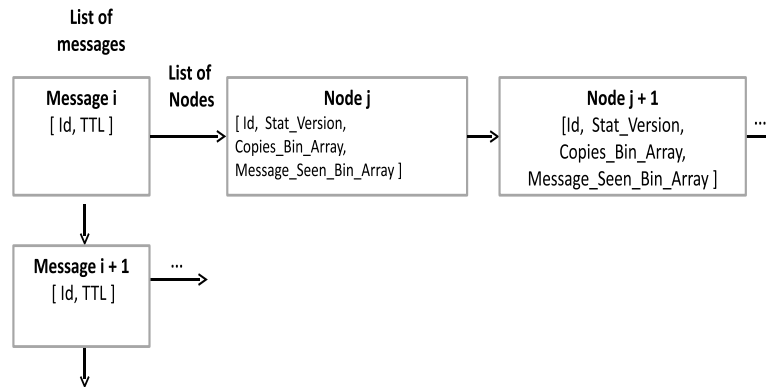 List of
messages
List of
Nodes
Message i
[ Id, TTL ]
Node j
[ Id, Stat_Version,
Copies_Bin_Array,
Message_Seen_Bin_Array ]
Node j + 1
[Id, Stat_Version,
Copies_Bin_Array,
Message_Seen_Bin_Array ]
...
Message i + 1
[ Id, TTL ]
...